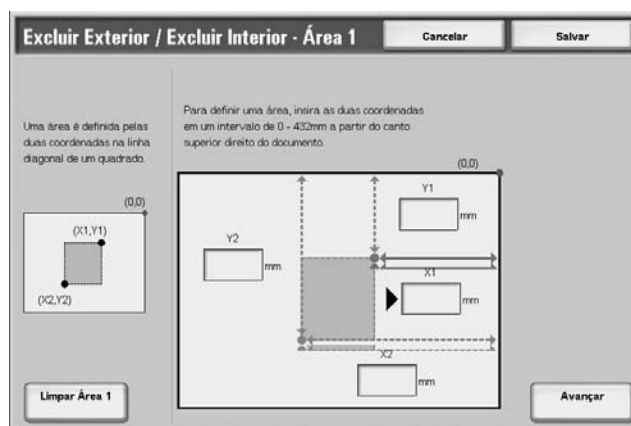 Excluir Exterior / Excluir Interior - Área 1
Cancelar
Salvar
Uma área é definida pelas
duas coordenadas na linha
diagonal de um quadrado.
(0,0)
(X1,Y1)
(X2,Y2)
Limpar Área 1
Para definir uma área, insira as duas coordenadas
em um intervalo de 0 - 432mm a partir do canto
superior direito do documento.
(0,0)
Y1
mm
Y2
mm
X1
mm
X2
mm
Avançar